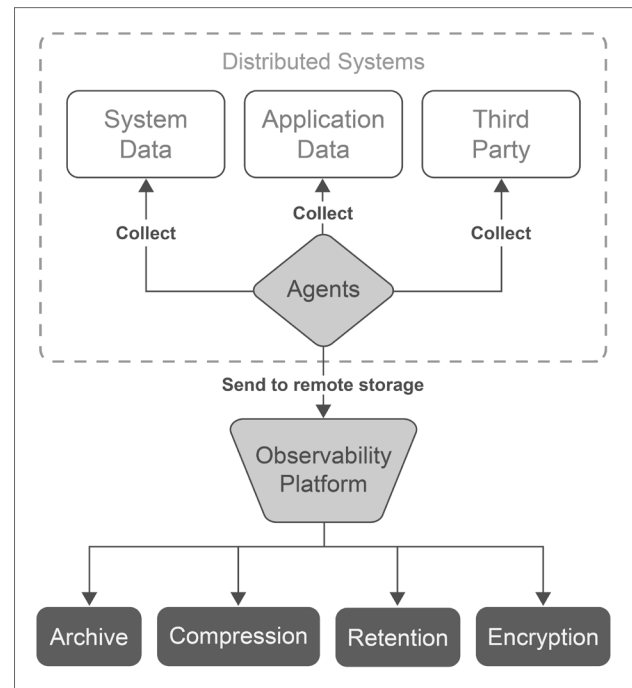 Distributed Systems
System
Data
Application
Data
Third
Party
Collect
Collect
Collect
Agents
Send to remote storage
Observability
Platform
Archive
Compression
Retention
Encryption